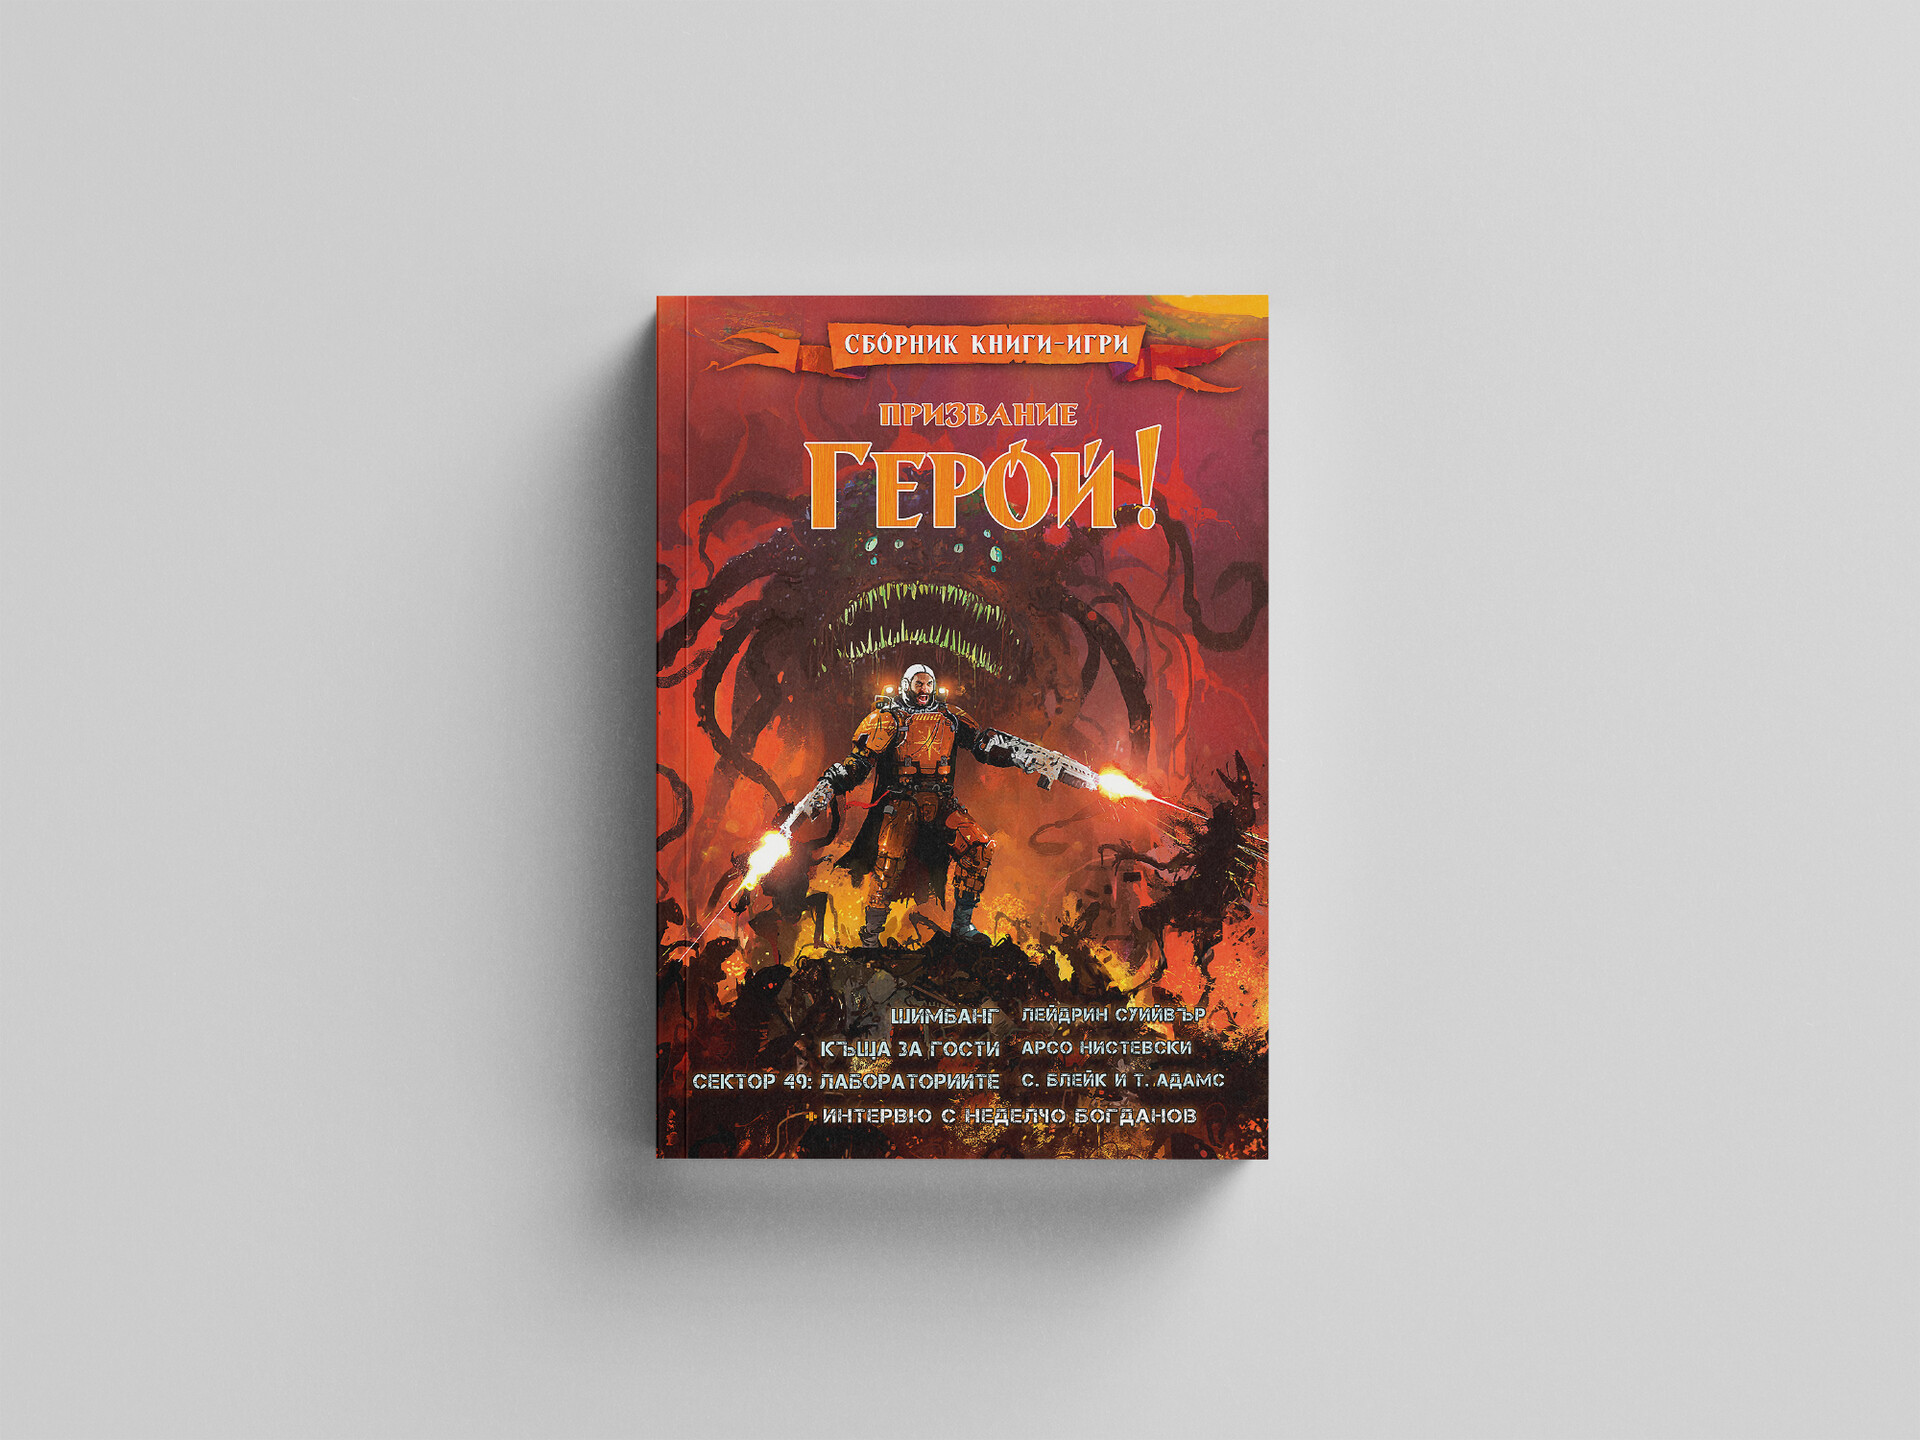 СБОРНИК КНИГИ-ИГРИ
ПРИЗВАНИЕ
ГЕРОЙ!
ШИМБАНГ ЛЕЙДРИН СУИЙВЪР
КЪЩА ЗА ГОСТИ АРСО НИСТЕВСКИ
СЕКТОР 49: ЛАБОРАТОРИИТЕ С. БЛЕЙК И Т. АДАМС
+ ИНТЕРВЮ С НЕДЕЛЧО БОГДАНОВ